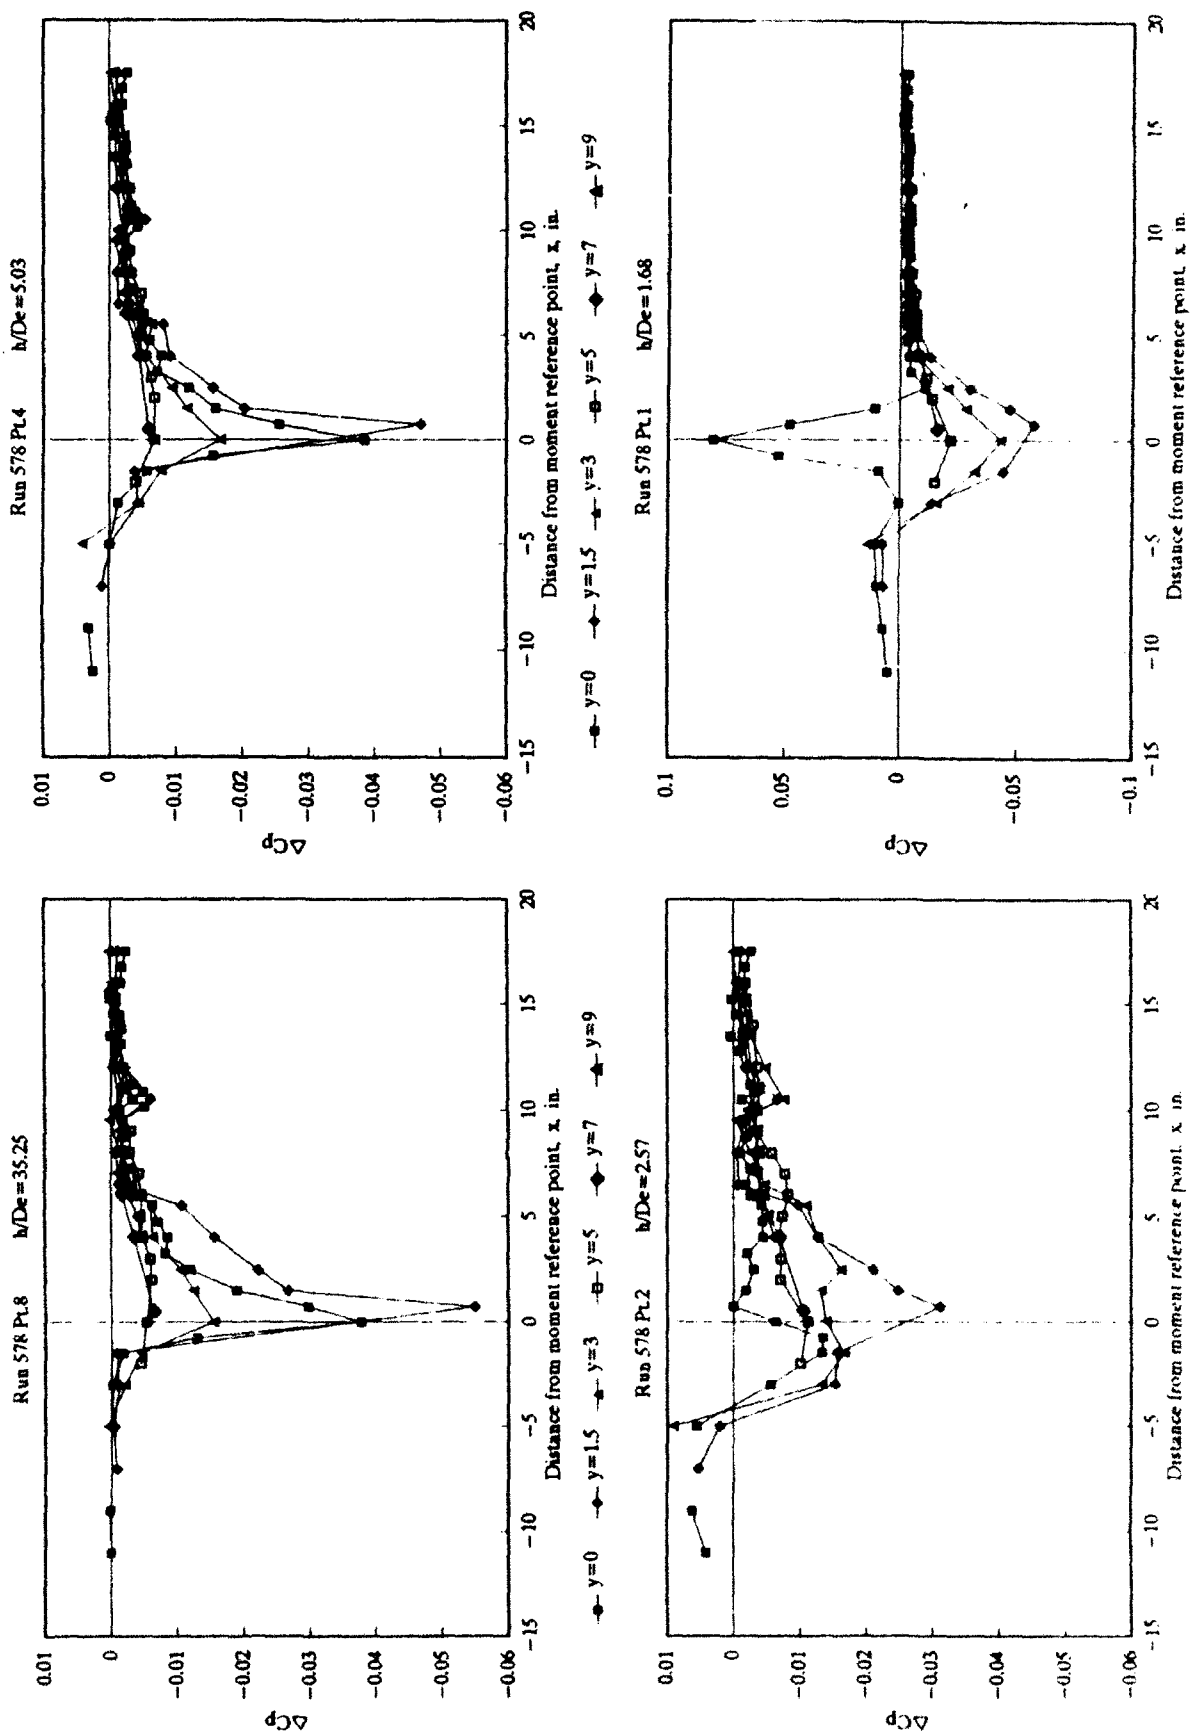 Run 578 Pt.8 h/De=35.25
0.01
0
-0.01
-0.02
-0.03
-0.04
-0.05
-0.06
ΔCp
-15 -10 -5 0 5 10 15 20
Distance from moment reference point, x, in.
y=0 y=1.5 y=3 y=5 y=7 y=9
Run 578 Pt.4 h/De=5.03
0.01
0
-0.01
-0.02
-0.03
-0.04
-0.05
-0.06
ΔCp
-15 -10 -5 0 5 10 15 20
Distance from moment reference point, x, in.
y=0 y=1.5 y=3 y=5 y=7 y=9
Run 578 Pt.2 h/De=2.57
0.01
0
-0.01
-0.02
-0.03
-0.04
-0.05
-0.06
ΔCp
-15 -10 -5 0 5 10 15 20
Distance from moment reference point, x, in.
Run 578 Pt.1 h/De=1.68
0.1
0.05
0
-0.05
-0.1
ΔCp
-15 -10 -5 0 5 10 15 20
Distance from moment reference point, x, in.